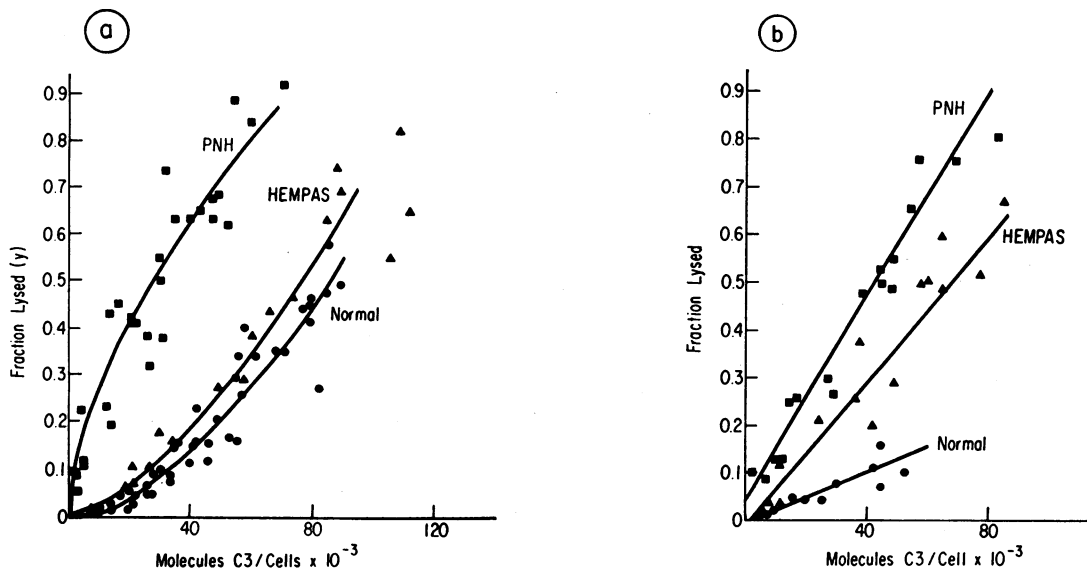 a
0.9
0.8
0.7
0.6
0.5
0.4
0.3
0.2
0.1
0
Fraction Lysed (y)
PNH
HEMPAS
Normal
40 80 120
Molecules C3/Cells x 10⁻³
b
0.9
0.8
0.7
0.6
0.5
0.4
0.3
0.2
0.1
0
Fraction Lysed
PNH
HEMPAS
Normal
40 80
Molecules C3/Cell x 10⁻³